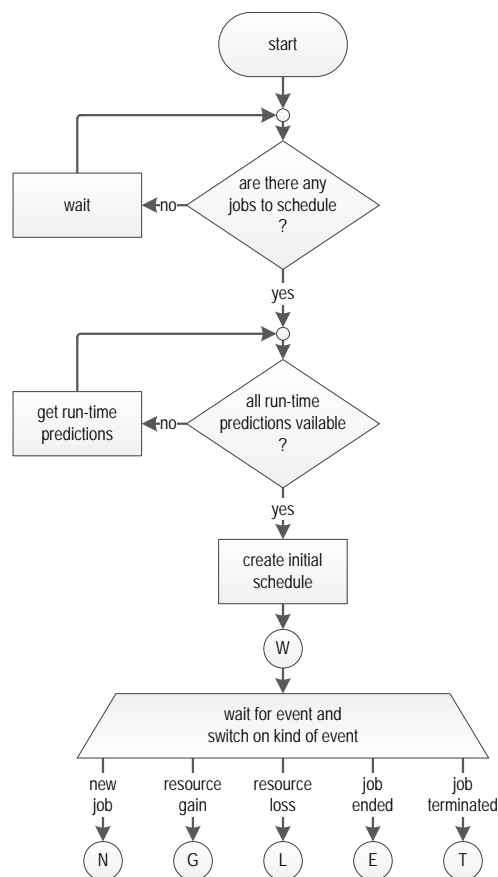 start
are there any
jobs to schedule
?
wait
no
yes
all run-time
predictions vailable
?
get run-time
predictions
no
yes
create initial
schedule
W
wait for event and
switch on kind of event
new
job
resource
gain
resource
loss
job
ended
job
terminated
N
G
L
E
T